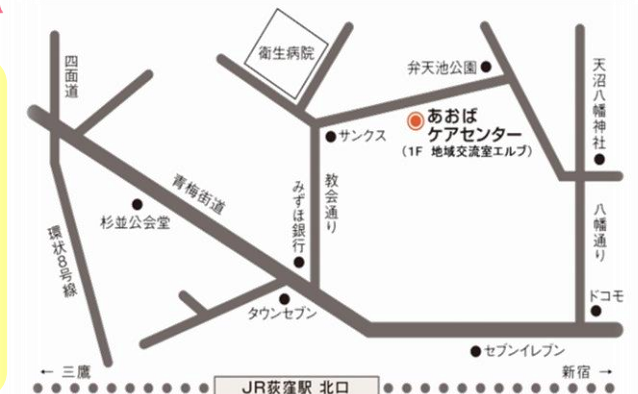 四面道
衛生病院
弁天池公園
天沼八幡神社
サンクス
あおば
ケアセンター
(1F 地域交流室エルブ)
青梅街道
みずほ銀行
教会通り
杉並公会堂
八幡通り
環状8号線
タウンセブン
ドコモ
セブンイレブン
← 三鷹
新宿 →
JR荻窪駅 北口